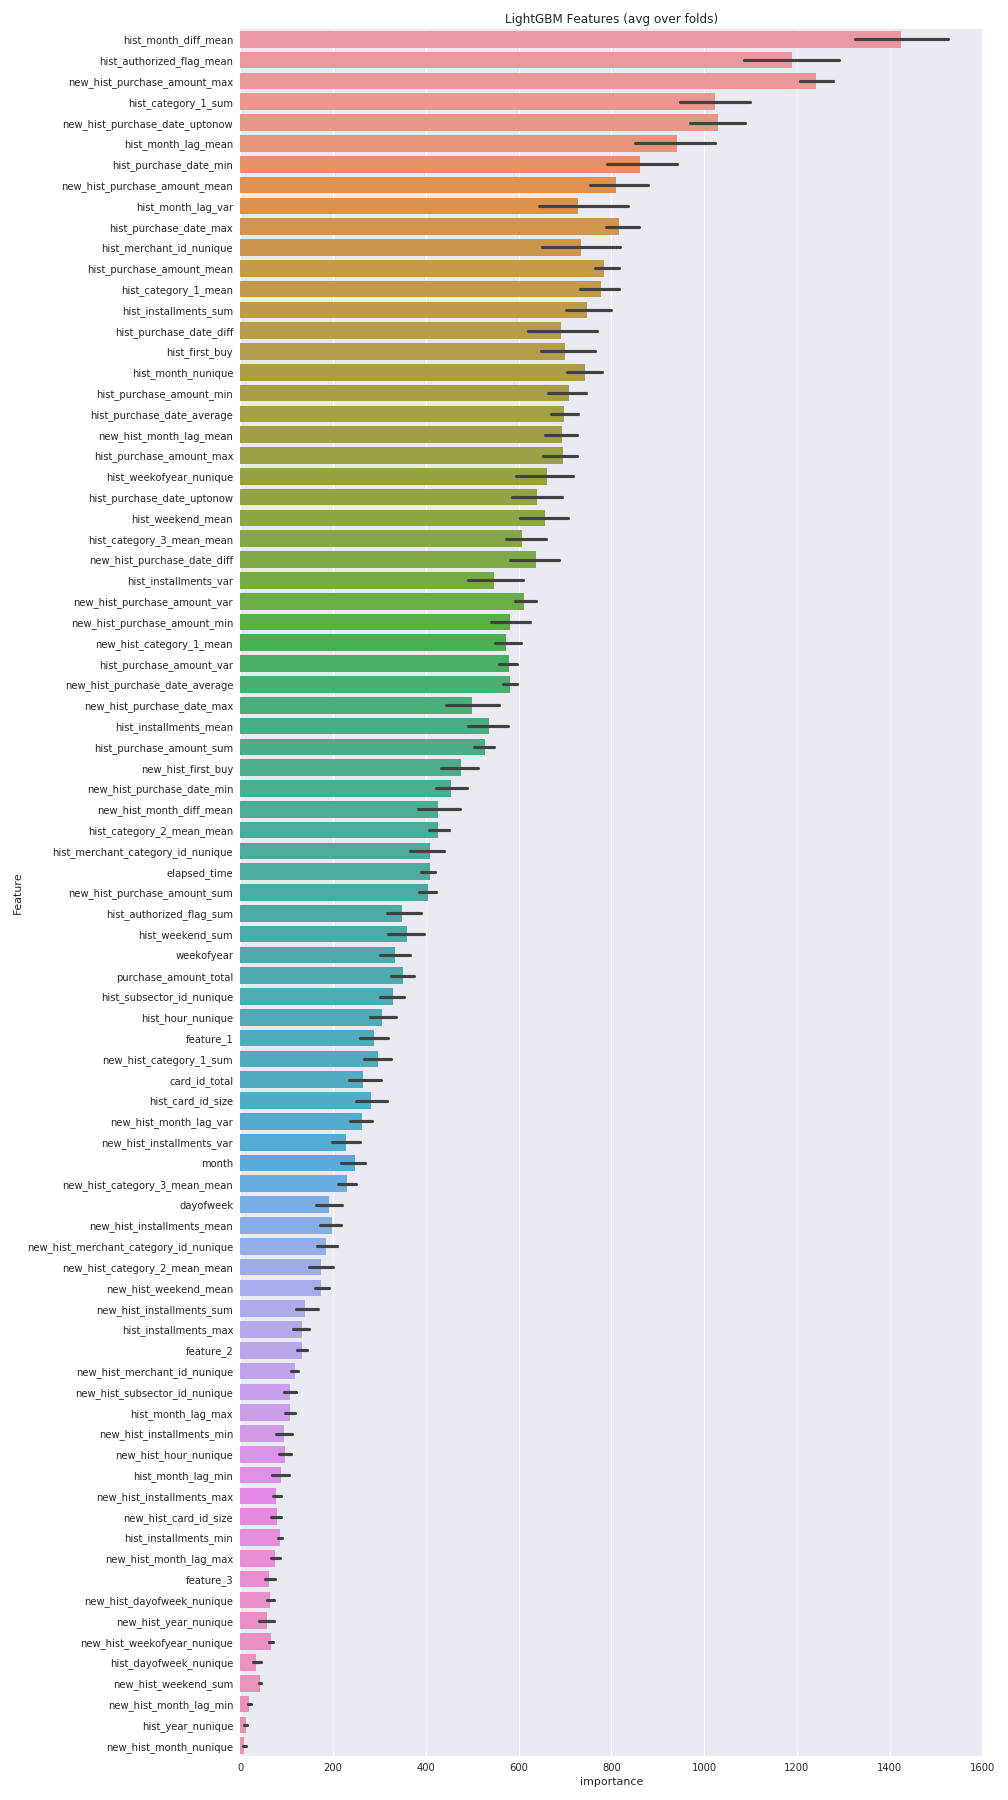 LightGBM Features (avg over folds)
hist_month_diff_mean
hist_authorized_flag_mean
new_hist_purchase_amount_max
hist_category_1_sum
new_hist_purchase_date_uptonow
hist_month_lag_mean
hist_purchase_date_min
new_hist_purchase_amount_mean
hist_month_lag_var
hist_purchase_date_max
hist_merchant_id_nunique
hist_purchase_amount_mean
hist_category_1_mean
hist_installments_sum
hist_purchase_date_diff
hist_first_buy
hist_month_nunique
hist_purchase_amount_min
hist_purchase_date_average
new_hist_month_lag_mean
hist_purchase_amount_max
hist_weekofyear_nunique
hist_purchase_date_uptonow
hist_weekend_mean
hist_category_3_mean_mean
new_hist_purchase_date_diff
hist_installments_var
new_hist_purchase_amount_var
new_hist_purchase_amount_min
new_hist_category_1_mean
hist_purchase_amount_var
new_hist_purchase_date_average
new_hist_purchase_date_max
hist_installments_mean
hist_purchase_amount_sum
new_hist_first_buy
new_hist_purchase_date_min
new_hist_month_diff_mean
hist_category_2_mean_mean
hist_merchant_category_id_nunique
elapsed_time
new_hist_purchase_amount_sum
hist_authorized_flag_sum
hist_weekend_sum
weekofyear
purchase_amount_total
hist_subsector_id_nunique
hist_hour_nunique
feature_1
new_hist_category_1_sum
card_id_total
hist_card_id_size
new_hist_month_lag_var
new_hist_installments_var
month
new_hist_category_3_mean_mean
dayofweek
new_hist_installments_mean
new_hist_merchant_category_id_nunique
new_hist_category_2_mean_mean
new_hist_weekend_mean
new_hist_installments_sum
hist_installments_max
feature_2
new_hist_merchant_id_nunique
new_hist_subsector_id_nunique
hist_month_lag_max
new_hist_installments_min
new_hist_hour_nunique
hist_month_lag_min
new_hist_installments_max
new_hist_card_id_size
hist_installments_min
new_hist_month_lag_max
feature_3
new_hist_dayofweek_nunique
new_hist_year_nunique
new_hist_weekofyear_nunique
hist_dayofweek_nunique
new_hist_weekend_sum
new_hist_month_lag_min
hist_year_nunique
new_hist_month_nunique
Feature
0 200 400 600 800 1000 1200 1400 1600
importance